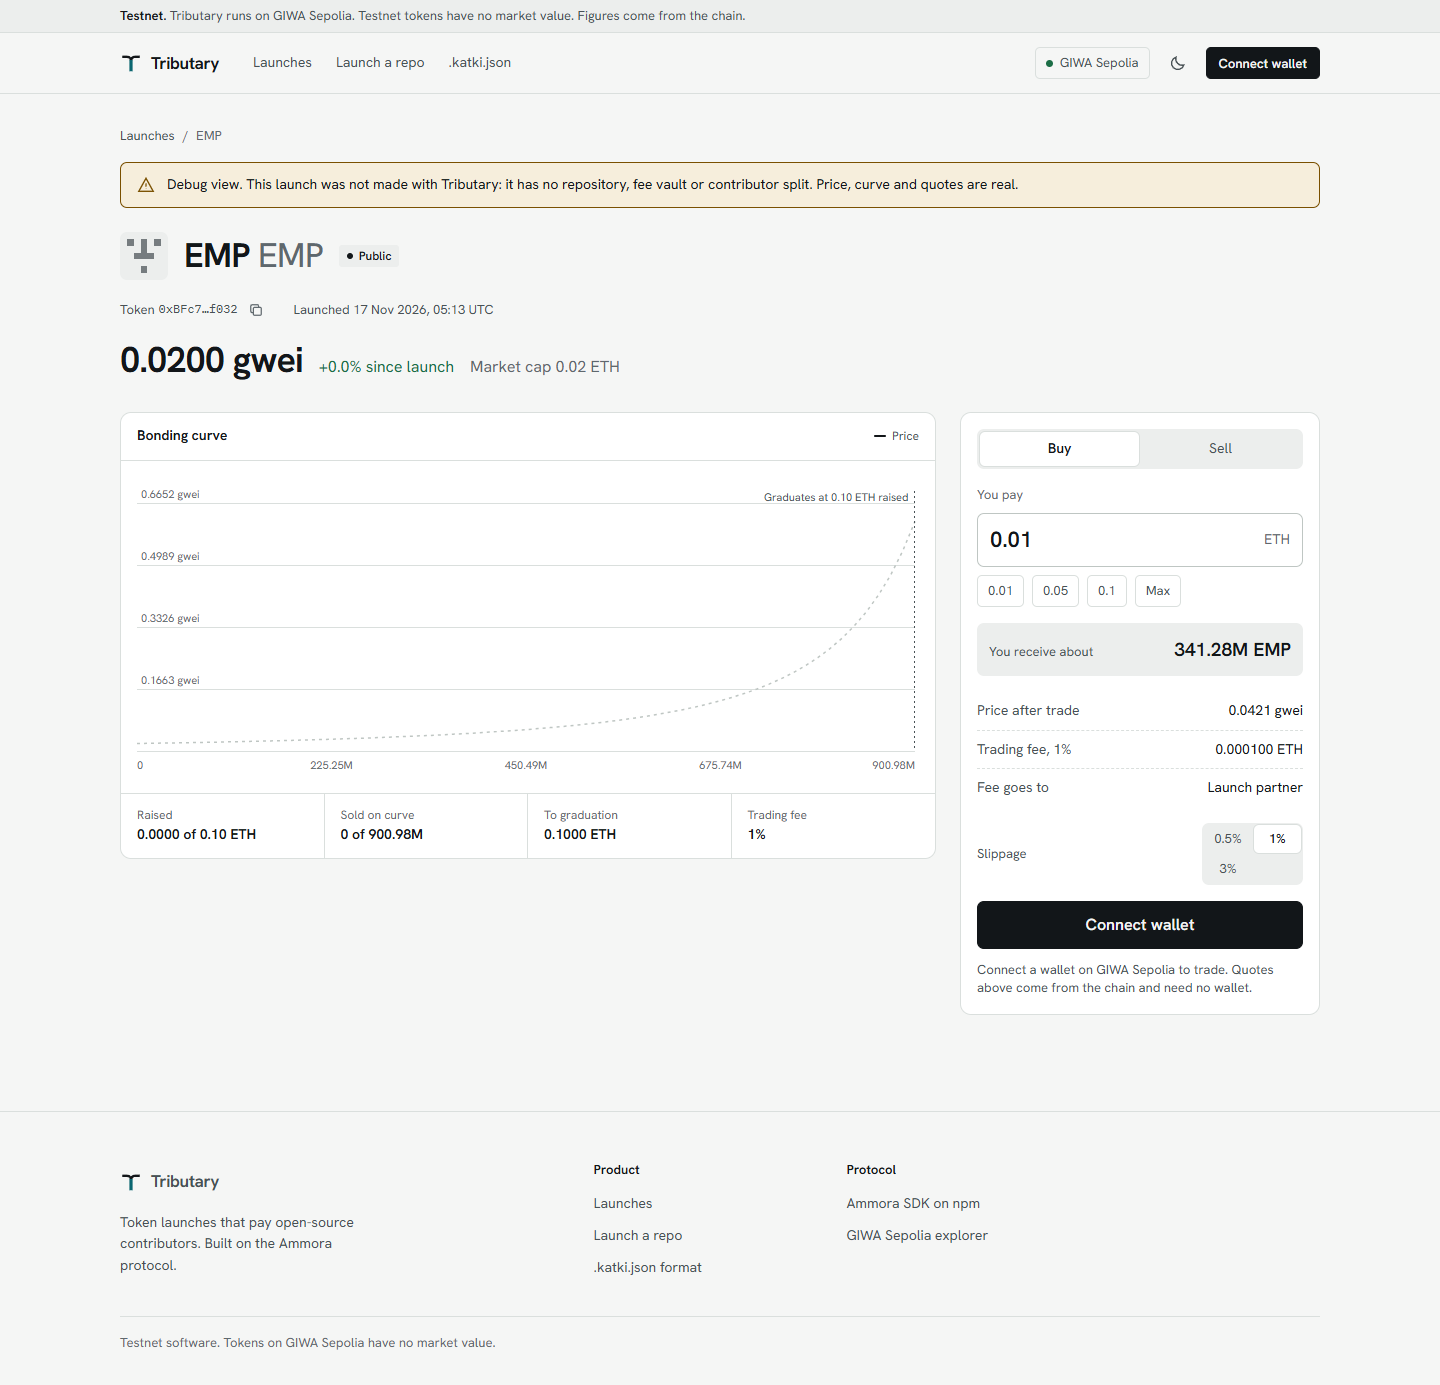 Testnet. Tributary runs on GIWA Sepolia. Testnet tokens have no market value. Figures come from the chain.
Tributary
Launches
Launch a repo
.katki.json
GIWA Sepolia
Connect wallet
Launches / EMP
Debug view. This launch was not made with Tributary: it has no repository, fee vault or contributor split. Price, curve and quotes are real.
EMP EMP
Public
Token 0xBFc7…f032
Launched 17 Nov 2026, 05:13 UTC
0.0200 gwei
+0.0% since launch
Market cap 0.02 ETH
Bonding curve
Price
0.6652 gwei
Graduates at 0.10 ETH raised
0.4989 gwei
0.3326 gwei
0.1663 gwei
0
225.25M
450.49M
675.74M
900.98M
Raised
0.0000 of 0.10 ETH
Sold on curve
0 of 900.98M
To graduation
0.1000 ETH
Trading fee
1%
Buy
Sell
You pay
0.01
ETH
0.01
0.05
0.1
Max
You receive about
341.28M EMP
Price after trade
0.0421 gwei
Trading fee, 1%
0.000100 ETH
Fee goes to
Launch partner
Slippage
0.5%
1%
3%
Connect wallet
Connect a wallet on GIWA Sepolia to trade. Quotes
above come from the chain and need no wallet.
Tributary
Token launches that pay open-source
contributors. Built on the Ammora
protocol.
Product
Launches
Launch a repo
.katki.json format
Protocol
Ammora SDK on npm
GIWA Sepolia explorer
Testnet software. Tokens on GIWA Sepolia have no market value.